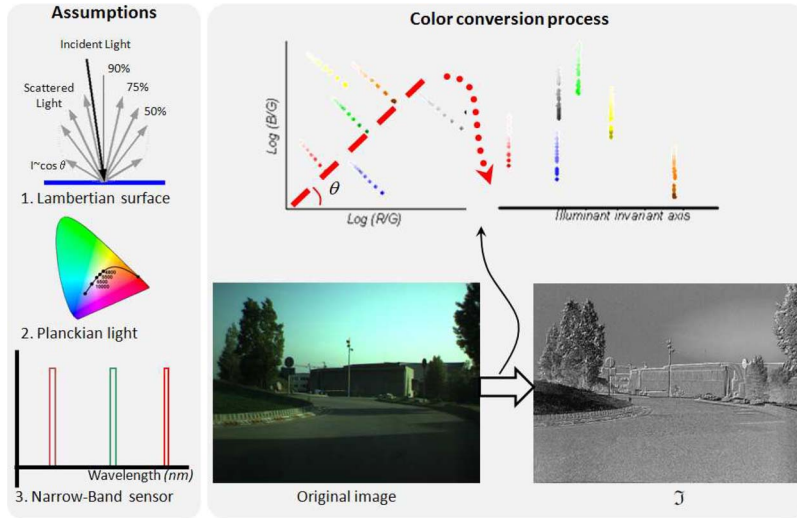 Assumptions
Incident Light
90%
75%
50%
Scattered
Light
I~cos θ
1. Lambertian surface
2. Planckian light
Wavelength (nm)
3. Narrow-Band sensor
Color conversion process
Log (B/G)
θ
Log (R/G)
Illuminant invariant axis
Original image
ℑ